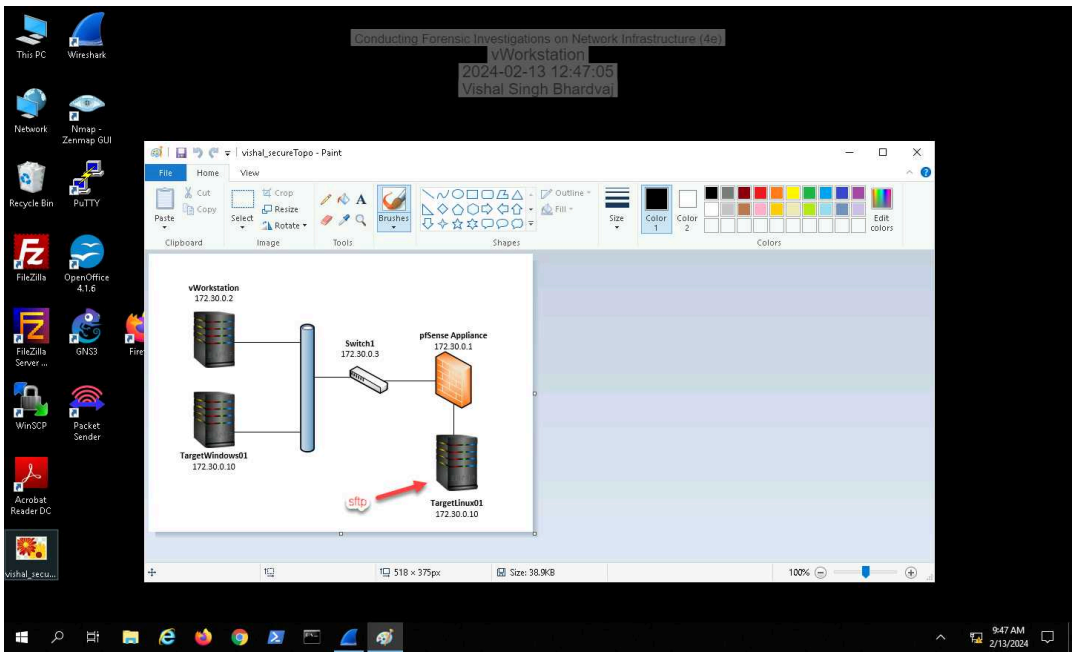 Conducting Forensic Investigations on Network Infrastructure (4e)
vWorkstation
2024-02-13 12:47:05
Vishal Singh Bhardvaj
This PC
Wireshark
Network
Nmap -
Zenmap GUI
Recycle Bin
PuTTY
FileZilla
OpenOffice
4.1.6
FileZilla
Server ...
GNS3
Fire
WinSCP
Packet
Sender
Acrobat
Reader DC
vishal_secu...
vishal_secureTopo - Paint
File
Home
View
Paste
Cut
Copy
Clipboard
Select
Crop
Resize
Rotate
Image
A
Tools
Brushes
Outline
Fill
Shapes
Size
Color
1
Color
2
Edit
colors
Colors
vWorkstation
172.30.0.2
Switch1
172.30.0.3
pfSense Appliance
172.30.0.1
TargetWindows01
172.30.0.10
sftp
TargetLinux01
172.30.0.10
518 × 375px
Size: 38.9KB
100%
9:47 AM
2/13/2024